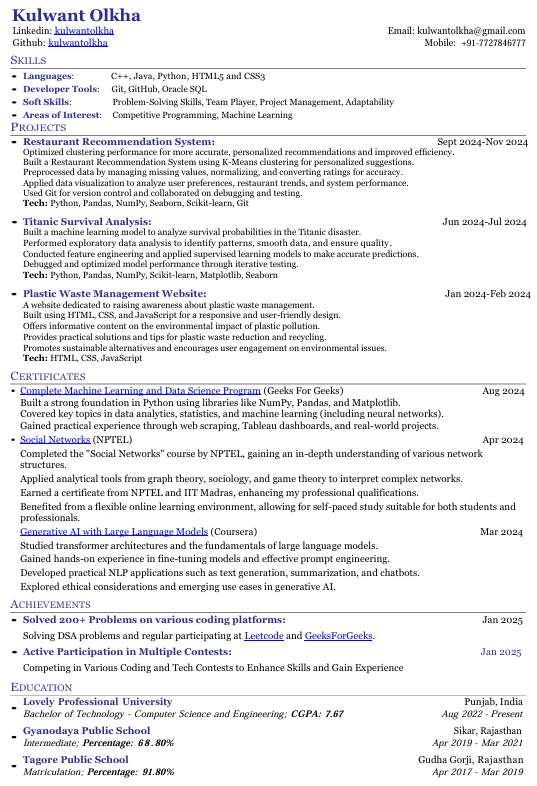 Kulwant Olkha
Linkedin: kulwantolkha Email: kulwantolkha@gmail.com
Github: kulwantolkha Mobile: +91-7727846777
SKILLS
• Languages: C++, Java, Python, HTML5 and CSS3
• Developer Tools: Git, GitHub, Oracle SQL
• Soft Skills: Problem-Solving Skills, Team Player, Project Management, Adaptability
• Areas of Interest: Competitive Programming, Machine Learning
PROJECTS
• Restaurant Recommendation System: Sept 2024-Nov 2024
Optimized clustering performance for more accurate, personalized recommendations and improved efficiency.
Built a Restaurant Recommendation System using K-Means clustering for personalized suggestions.
Preprocessed data by managing missing values, normalizing, and converting ratings for accuracy.
Applied data visualization to analyze user preferences, restaurant trends, and system performance.
Used Git for version control and collaborated on debugging and testing.
Tech: Python, Pandas, NumPy, Seaborn, Scikit-learn, Git
• Titanic Survival Analysis: Jun 2024-Jul 2024
Built a machine learning model to analyze survival probabilities in the Titanic disaster.
Performed exploratory data analysis to identify patterns, smooth data, and ensure quality.
Conducted feature engineering and applied supervised learning models to make accurate predictions.
Debugged and optimized model performance through iterative testing.
Tech: Python, Pandas, NumPy, Scikit-learn, Matplotlib, Seaborn
• Plastic Waste Management Website: Jan 2024-Feb 2024
A website dedicated to raising awareness about plastic waste management.
Built using HTML, CSS, and JavaScript for a responsive and user-friendly design.
Offers informative content on the environmental impact of plastic pollution.
Provides practical solutions and tips for plastic waste reduction and recycling.
Promotes sustainable alternatives and encourages user engagement on environmental issues.
Tech: HTML, CSS, JavaScript
CERTIFICATES
• Complete Machine Learning and Data Science Program (Geeks For Geeks) Aug 2024
Built a strong foundation in Python using libraries like NumPy, Pandas, and Matplotlib.
Covered key topics in data analytics, statistics, and machine learning (including neural networks).
Gained practical experience through web scraping, Tableau dashboards, and real-world projects.
• Social Networks (NPTEL) Apr 2024
Completed the "Social Networks" course by NPTEL, gaining an in-depth understanding of various network
structures.
Applied analytical tools from graph theory, sociology, and game theory to interpret complex networks.
Earned a certificate from NPTEL and IIT Madras, enhancing my professional qualifications.
Benefited from a flexible online learning environment, allowing for self-paced study suitable for both students and
professionals.
Generative AI with Large Language Models (Coursera) Mar 2024
Studied transformer architectures and the fundamentals of large language models.
Gained hands-on experience in fine-tuning models and effective prompt engineering.
Developed practical NLP applications such as text generation, summarization, and chatbots.
Explored ethical considerations and emerging use cases in generative AI.
ACHIEVEMENTS
• Solved 200+ Problems on various coding platforms: Jan 2025
Solving DSA problems and regular participating at Leetcode and GeeksForGeeks.
• Active Participation in Multiple Contests: Jan 2025
Competing in Various Coding and Tech Contests to Enhance Skills and Gain Experience
EDUCATION
• Lovely Professional University Punjab, India
Bachelor of Technology - Computer Science and Engineering; CGPA: 7.67 Aug 2022 - Present
• Gyanodaya Public School Sikar, Rajasthan
Intermediate; Percentage: 68.80% Apr 2019 - Mar 2021
• Tagore Public School Gudha Gorji, Rajasthan
Matriculation; Percentage: 91.80% Apr 2017 - Mar 2019